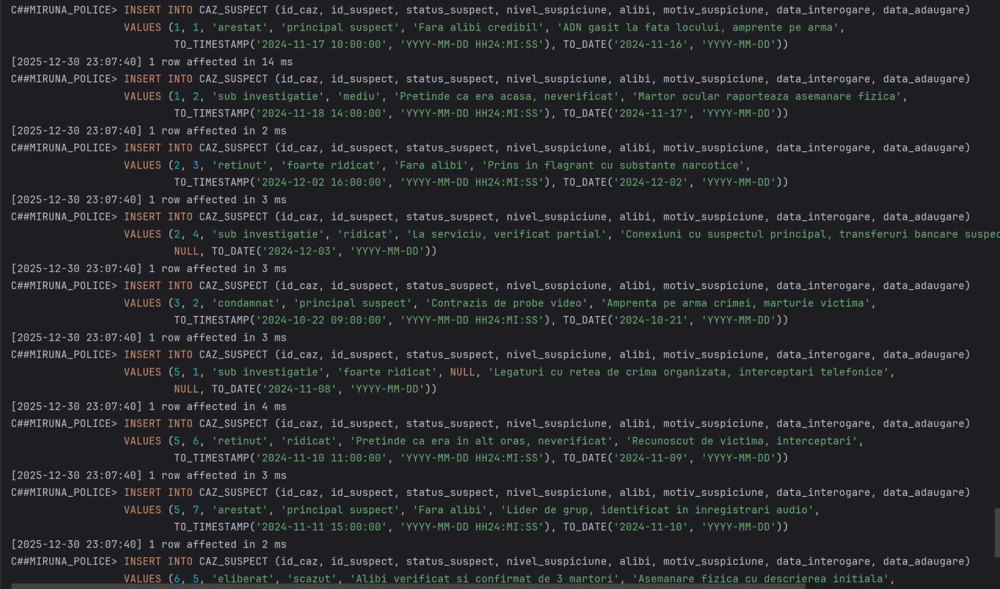 C##MIRUNA_POLICE> INSERT INTO CAZ_SUSPECT (id_caz, id_suspect, status_suspect, nivel_suspiciune, alibi, motiv_suspiciune, data_interogare, data_adaugare)
VALUES (1, 1, 'arestat', 'principal suspect', 'Fara alibi credibil', 'ADN gasit la fata locului, amprente pe arma',
TO_TIMESTAMP('2024-11-17 10:00:00', 'YYYY-MM-DD HH24:MI:SS'), TO_DATE('2024-11-16', 'YYYY-MM-DD'))
[2025-12-30 23:07:40] 1 row affected in 14 ms
C##MIRUNA_POLICE> INSERT INTO CAZ_SUSPECT (id_caz, id_suspect, status_suspect, nivel_suspiciune, alibi, motiv_suspiciune, data_interogare, data_adaugare)
VALUES (1, 2, 'sub investigatie', 'mediu', 'Pretinde ca era acasa, neverificat', 'Martor ocular raporteaza asemanare fizica',
TO_TIMESTAMP('2024-11-18 14:00:00', 'YYYY-MM-DD HH24:MI:SS'), TO_DATE('2024-11-17', 'YYYY-MM-DD'))
[2025-12-30 23:07:40] 1 row affected in 2 ms
C##MIRUNA_POLICE> INSERT INTO CAZ_SUSPECT (id_caz, id_suspect, status_suspect, nivel_suspiciune, alibi, motiv_suspiciune, data_interogare, data_adaugare)
VALUES (2, 3, 'retinut', 'foarte ridicat', 'Fara alibi', 'Prins in flagrant cu substante narcotice',
TO_TIMESTAMP('2024-12-02 16:00:00', 'YYYY-MM-DD HH24:MI:SS'), TO_DATE('2024-12-02', 'YYYY-MM-DD'))
[2025-12-30 23:07:40] 1 row affected in 3 ms
C##MIRUNA_POLICE> INSERT INTO CAZ_SUSPECT (id_caz, id_suspect, status_suspect, nivel_suspiciune, alibi, motiv_suspiciune, data_interogare, data_adaugare)
VALUES (2, 4, 'sub investigatie', 'ridicat', 'La serviciu, verificat partial', 'Conexiuni cu suspectul principal, transferuri bancare suspec
NULL, TO_DATE('2024-12-03', 'YYYY-MM-DD'))
[2025-12-30 23:07:40] 1 row affected in 3 ms
C##MIRUNA_POLICE> INSERT INTO CAZ_SUSPECT (id_caz, id_suspect, status_suspect, nivel_suspiciune, alibi, motiv_suspiciune, data_interogare, data_adaugare)
VALUES (3, 2, 'condamnat', 'principal suspect', 'Contrazis de probe video', 'Amprenta pe arma crimei, marturie victima',
TO_TIMESTAMP('2024-10-22 09:00:00', 'YYYY-MM-DD HH24:MI:SS'), TO_DATE('2024-10-21', 'YYYY-MM-DD'))
[2025-12-30 23:07:40] 1 row affected in 3 ms
C##MIRUNA_POLICE> INSERT INTO CAZ_SUSPECT (id_caz, id_suspect, status_suspect, nivel_suspiciune, alibi, motiv_suspiciune, data_interogare, data_adaugare)
VALUES (5, 1, 'sub investigatie', 'foarte ridicat', NULL, 'Legaturi cu retea de crima organizata, interceptari telefonice',
NULL, TO_DATE('2024-11-08', 'YYYY-MM-DD'))
[2025-12-30 23:07:40] 1 row affected in 4 ms
C##MIRUNA_POLICE> INSERT INTO CAZ_SUSPECT (id_caz, id_suspect, status_suspect, nivel_suspiciune, alibi, motiv_suspiciune, data_interogare, data_adaugare)
VALUES (5, 6, 'retinut', 'ridicat', 'Pretinde ca era in alt oras, neverificat', 'Recunoscut de victima, interceptari',
TO_TIMESTAMP('2024-11-10 11:00:00', 'YYYY-MM-DD HH24:MI:SS'), TO_DATE('2024-11-09', 'YYYY-MM-DD'))
[2025-12-30 23:07:40] 1 row affected in 3 ms
C##MIRUNA_POLICE> INSERT INTO CAZ_SUSPECT (id_caz, id_suspect, status_suspect, nivel_suspiciune, alibi, motiv_suspiciune, data_interogare, data_adaugare)
VALUES (5, 7, 'arestat', 'principal suspect', 'Fara alibi', 'Lider de grup, identificat in inregistrari audio',
TO_TIMESTAMP('2024-11-11 15:00:00', 'YYYY-MM-DD HH24:MI:SS'), TO_DATE('2024-11-10', 'YYYY-MM-DD'))
[2025-12-30 23:07:40] 1 row affected in 2 ms
C##MIRUNA_POLICE> INSERT INTO CAZ_SUSPECT (id_caz, id_suspect, status_suspect, nivel_suspiciune, alibi, motiv_suspiciune, data_interogare, data_adaugare)
VALUES (6, 5, 'eliberat', 'scazut', 'Alibi verificat si confirmat de 3 martori', 'Asemanare fizica cu descrierea initiala',